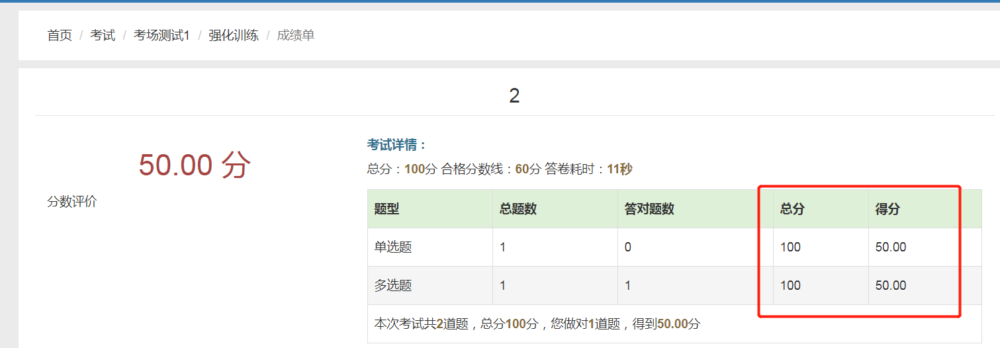 首页 / 考试 / 考场测试1 / 强化训练 / 成绩单
2
50.00 分
分数评价
考试详情：
总分：100分 合格分数线：60分 答卷耗时：11秒
题型 总题数 答对题数 总分 得分
单选题 1 0 100 50.00
多选题 1 1 100 50.00
本次考试共2道题，总分100分，您做对1道题，得到50.00分